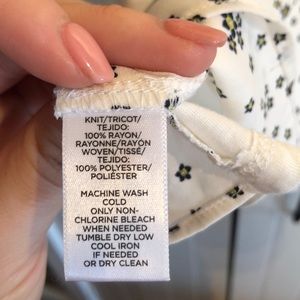 KNIT/TRICOT/
TEJIDO:
100% RAYON/
RAYONNE/RAYÓN
WOVEN/TISSÉ/
TEJIDO:
100% POLYESTER/
POLIÉSTER
MACHINE WASH
COLD
ONLY NON-
CHLORINE BLEACH
WHEN NEEDED
TUMBLE DRY LOW
COOL IRON
IF NEEDED
OR DRY CLEAN